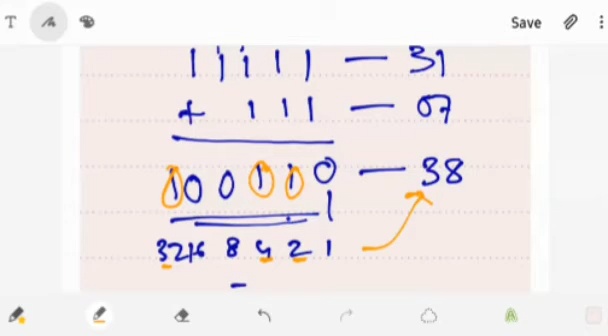 T Save
11111 — 31
+ 111 — 07
100110 — 38
1
32 16 8 4 2 1